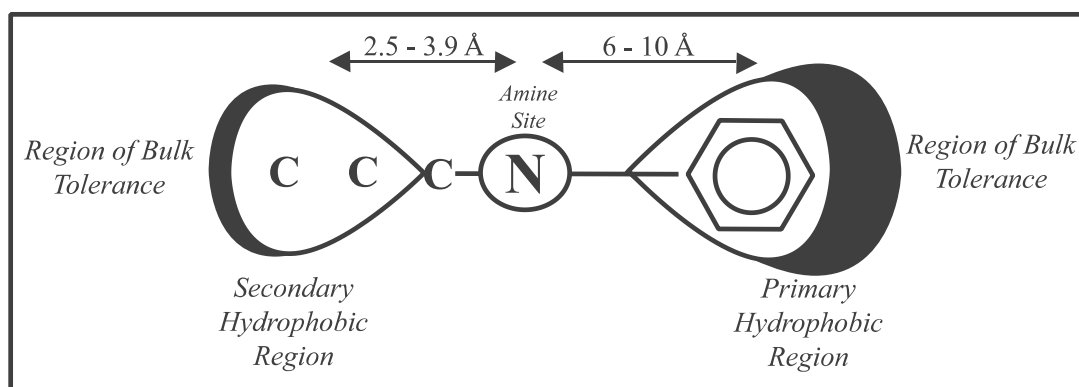 2.5 - 3.9 Å
6 - 10 Å
Amine
Site
Region of Bulk
Tolerance
C C C N
Region of Bulk
Tolerance
Secondary
Hydrophobic
Region
Primary
Hydrophobic
Region